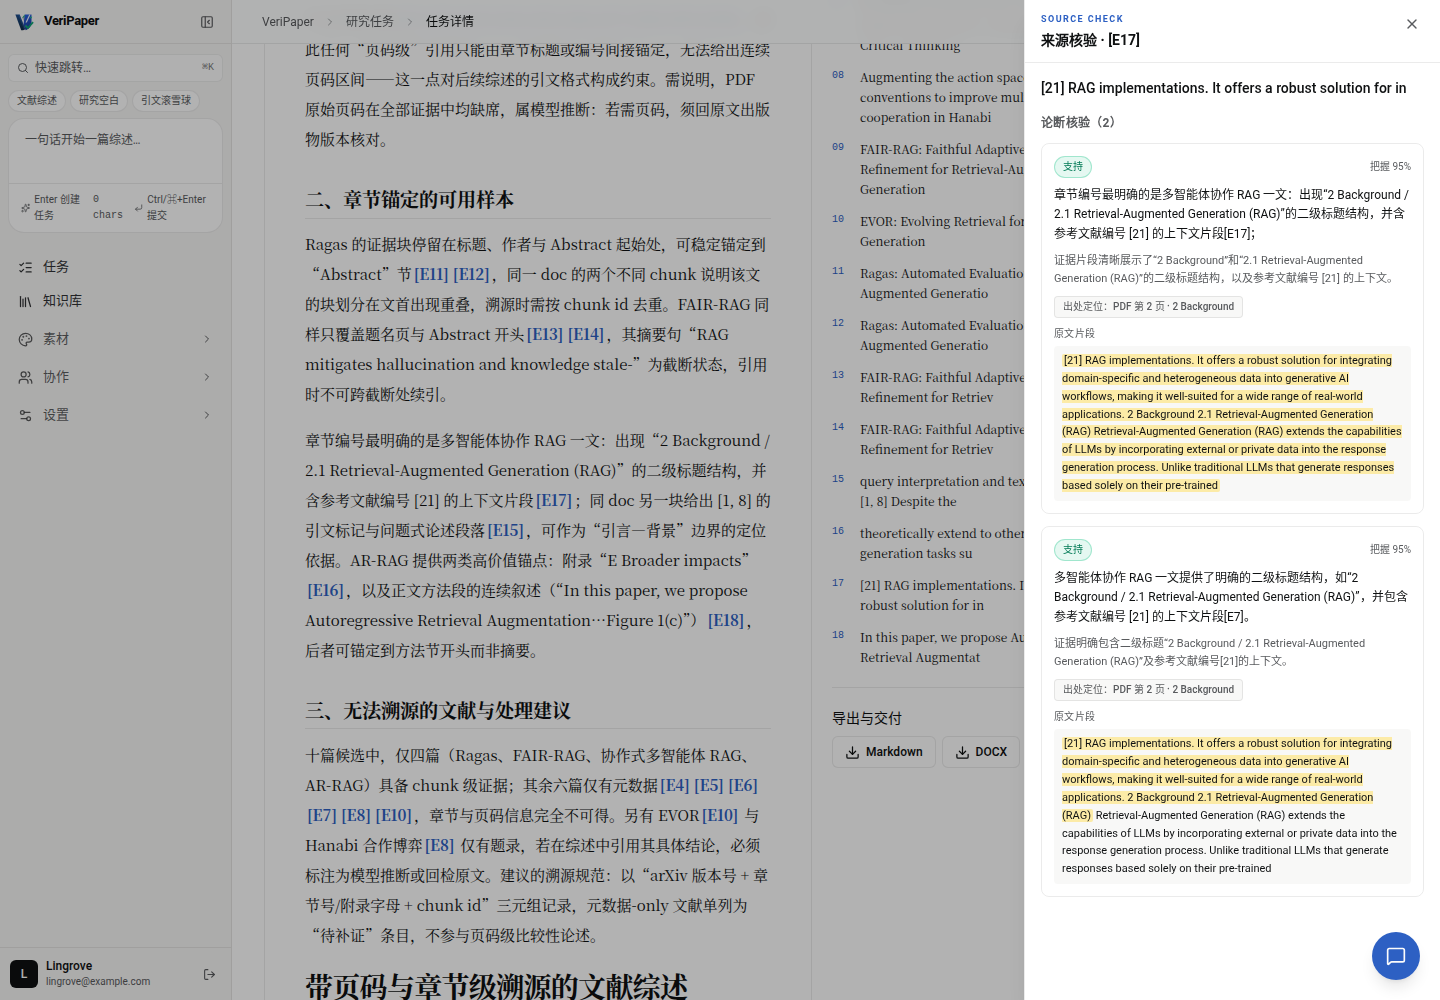 VeriPaper
快速跳转...
⌘K
文献综述
研究空白
引文滚雪球
一句话开始一篇综述...
Enter 创建任务
0 chars
Ctrl/⌘+Enter 提交
任务
知识库
素材
协作
设置
L
Lingrove
lingrove@example.com
VeriPaper
研究任务
任务详情
此任何“页码级”引用只能由章节标题或编号间接锚定，无法给出连续
页码区间——这一点对后续综述的引文格式构成约束。需说明，PDF
原始页码在全部证据中均缺席，属模型推断：若需页码，须回原文出版
物版本核对。
二、章节锚定的可用样本
Ragas 的证据块停留在标题、作者与 Abstract 起始处，可稳定锚定到
“Abstract”节[E11] [E12]，同一 doc 的两个不同 chunk 说明该文
的块划分在文首出现重叠，溯源时需按 chunk id 去重。FAIR-RAG 同
样只覆盖题名页与 Abstract 开头[E13] [E14]，其摘要句“RAG
mitigates hallucination and knowledge stale-”为截断状态，引用
时不可跨截断处续引。
章节编号最明确的是多智能体协作 RAG 一文：出现“2 Background /
2.1 Retrieval-Augmented Generation (RAG)”的二级标题结构，并
含参考文献编号 [21] 的上下文片段[E17]；同 doc 另一块给出 [1, 8] 的
引文标记与问题式论述段落[E15]，可作为“引言—背景”边界的定位
依据。AR-RAG 提供两类高价值锚点：附录“E Broader impacts”
[E16]，以及正文方法段的连续叙述（“In this paper, we propose
Autoregressive Retrieval Augmentation…Figure 1(c)”）[E18]，
后者可锚定到方法节开头而非摘要。
三、无法溯源的文献与处理建议
十篇候选中，仅四篇（Ragas、FAIR-RAG、协作式多智能体 RAG、
AR-RAG）具备 chunk 级证据；其余六篇仅有元数据[E4] [E5] [E6]
[E7] [E8] [E10]，章节与页码信息完全不可得。另有 EVOR[E10] 与
Hanabi 合作博弈[E8] 仅有题录，若在综述中引用其具体结论，必须
标注为模型推断或回检原文。建议的溯源规范：以“arXiv 版本号 + 章
节号/附录字母 + chunk id”三元组记录，元数据-only 文献单列为
“待补证”条目，不参与页码级比较性论述。
带页码与章节级溯源的文献综述
Critical Thinking
08 Augmenting the action spac
conventions to improve mul
cooperation in Hanabi
09 FAIR-RAG: Faithful Adaptive
Refinement for Retrieval-Au
Generation
10 EVOR: Evolving Retrieval for
Generation
11 Ragas: Automated Evaluatio
Augmented Generatio
12 Ragas: Automated Evaluatio
Augmented Generatio
13 FAIR-RAG: Faithful Adaptive
Refinement for Retriev
14 FAIR-RAG: Faithful Adaptive
Refinement for Retriev
15 query interpretation and tex
[1, 8] Despite the
16 theoretically extend to other
generation tasks su
17 [21] RAG implementations. I
robust solution for in
18 In this paper, we propose Au
Retrieval Augmentat
导出与交付
Markdown
DOCX
SOURCE CHECK
来源核验 · [E17]
[21] RAG implementations. It offers a robust solution for in
论断核验（2）
支持
把握 95%
章节编号最明确的是多智能体协作 RAG 一文：出现“2 Background /
2.1 Retrieval-Augmented Generation (RAG)”的二级标题结构，并含
参考文献编号 [21] 的上下文片段[E17]；
证据片段清晰展示了“2 Background”和“2.1 Retrieval-Augmented
Generation (RAG)”的二级标题结构，以及参考文献编号 [21] 的上下文。
出处定位：PDF 第 2 页 · 2 Background
原文片段
[21] RAG implementations. It offers a robust solution for integrating
domain-specific and heterogeneous data into generative AI
workflows, making it well-suited for a wide range of real-world
applications. 2 Background 2.1 Retrieval-Augmented Generation
(RAG) Retrieval-Augmented Generation (RAG) extends the capabilities
of LLMs by incorporating external or private data into the response
generation process. Unlike traditional LLMs that generate responses
based solely on their pre-trained
支持
把握 95%
多智能体协作 RAG 一文提供了明确的二级标题结构，如“2
Background / 2.1 Retrieval-Augmented Generation (RAG)”，并包含
参考文献编号 [21] 的上下文片段[E7]。
证据明确包含二级标题“2 Background / 2.1 Retrieval-Augmented
Generation (RAG)”及参考文献编号[21]的上下文。
出处定位：PDF 第 2 页 · 2 Background
原文片段
[21] RAG implementations. It offers a robust solution for integrating
domain-specific and heterogeneous data into generative AI
workflows, making it well-suited for a wide range of real-world
applications. 2 Background 2.1 Retrieval-Augmented Generation
(RAG) Retrieval-Augmented Generation (RAG) extends the
capabilities of LLMs by incorporating external or private data into the
response generation process. Unlike traditional LLMs that generate
responses based solely on their pre-trained